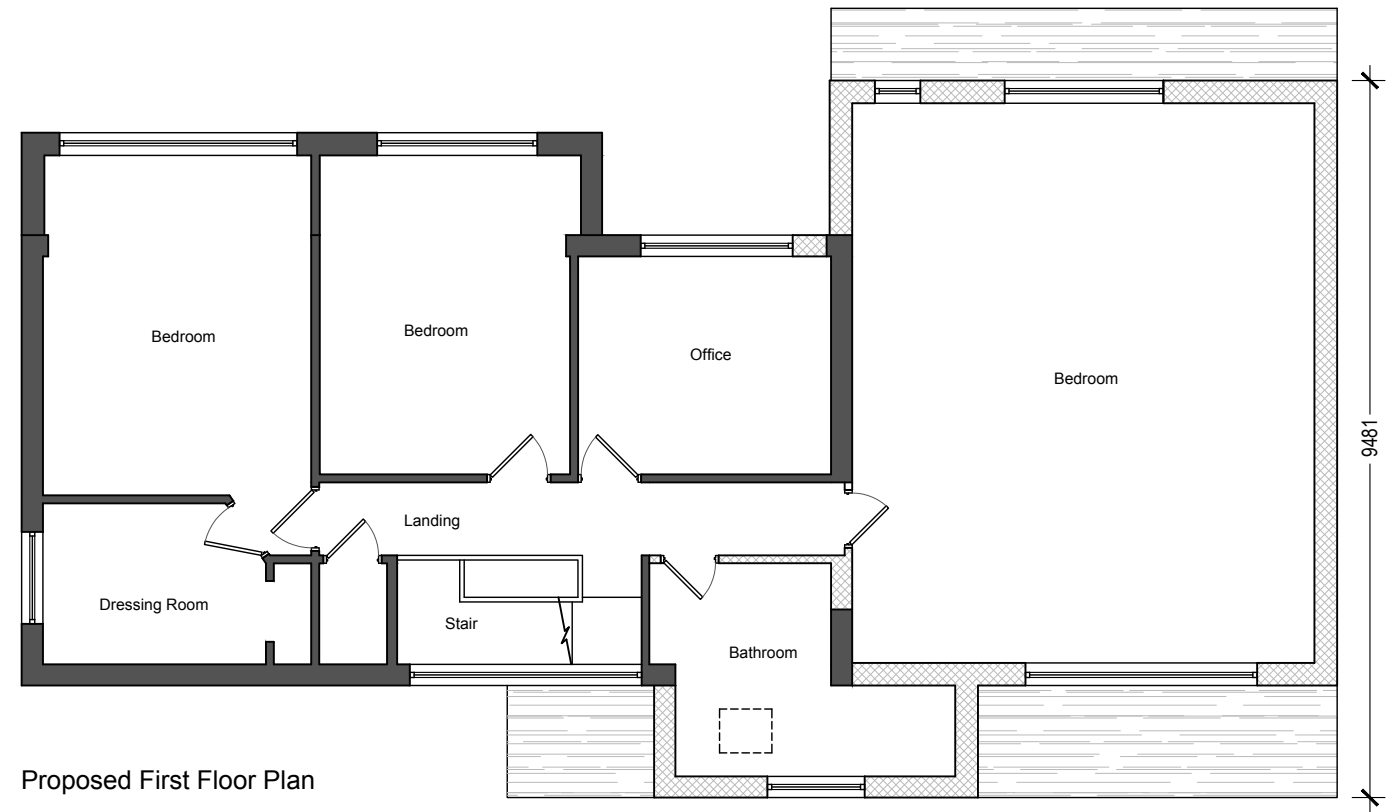 Bedroom
Bedroom
Office
Bedroom
9481
Landing
Dressing Room
Stair
Bathroom
Proposed First Floor Plan